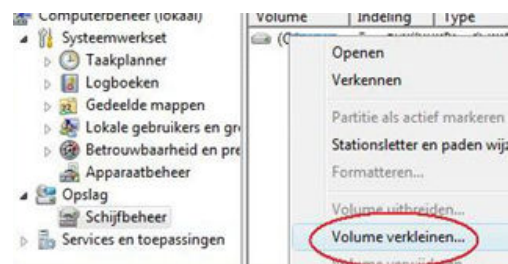 Computerbeheer (lokaal)
Systeemwerkset
Taakplanner
Logboeken
Gedeelde mappen
Lokale gebruikers en gr
Betrouwbaarheid en pre
Apparaatbeheer
Opslag
Schijfbeheer
Services en toepassingen
Volume Indeling Type
Openen
Verkennen
Partitie als actief markeren
Stationsletter en paden wijz
Formatteren...
Volume uitbreiden...
Volume verkleinen...
Volume verwijderen